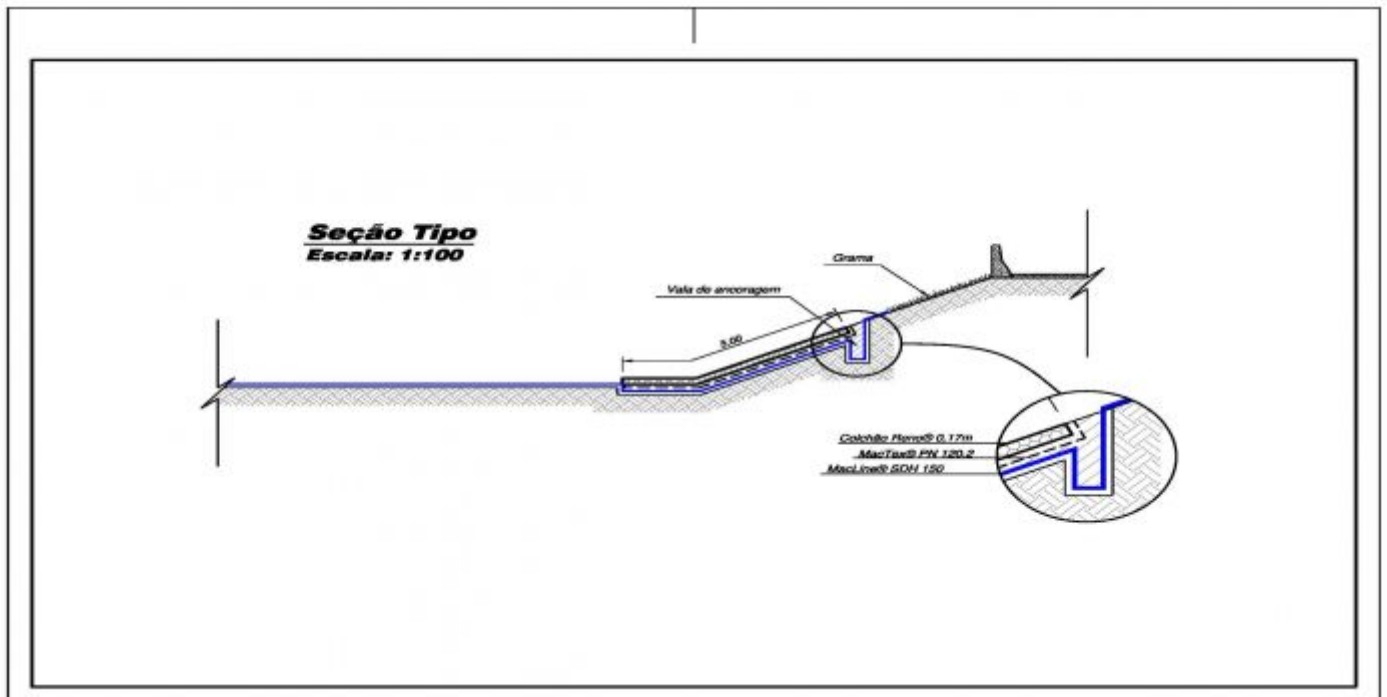 Seção Tipo
Escala: 1:100
Grama
Vala de ancoragem
5.00
Colchão Reno® 0,17m
MacTex® PN 120.2
MacLine® SDH 150